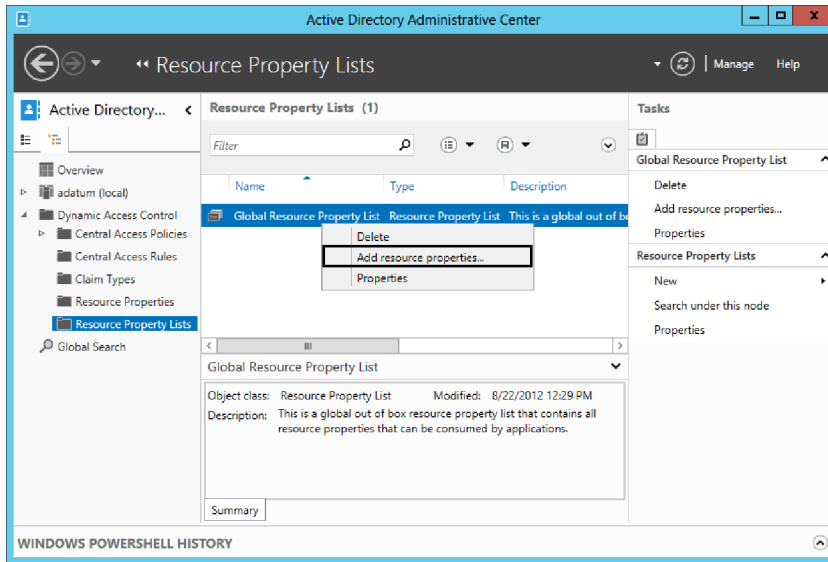 Active Directory Administrative Center
Resource Property Lists
Manage
Help
Active Directory...
Overview
adatum (local)
Dynamic Access Control
Central Access Policies
Central Access Rules
Claim Types
Resource Properties
Resource Property Lists
Global Search
Resource Property Lists (1)
Filter
Name Type Description
Global Resource Property List Resource Property List This is a global out of bo
Delete
Add resource properties...
Properties
Global Resource Property List
Object class: Resource Property List Modified: 8/22/2012 12:29 PM
Description: This is a global out of box resource property list that contains all
resource properties that can be consumed by applications.
Summary
Tasks
Global Resource Property List
Delete
Add resource properties...
Properties
Resource Property Lists
New
Search under this node
Properties
WINDOWS POWERSHELL HISTORY